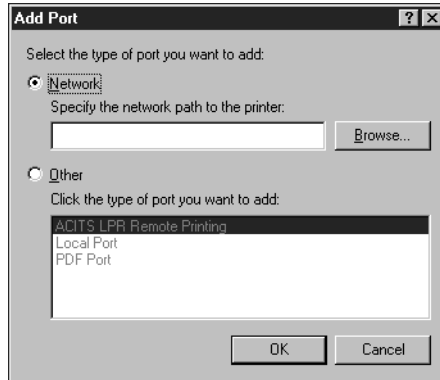 Add Port
Select the type of port you want to add:
Network
Specify the network path to the printer:
Browse...
Other
Click the type of port you want to add:
ACITS LPR Remote Printing
Local Port
PDF Port
OK Cancel